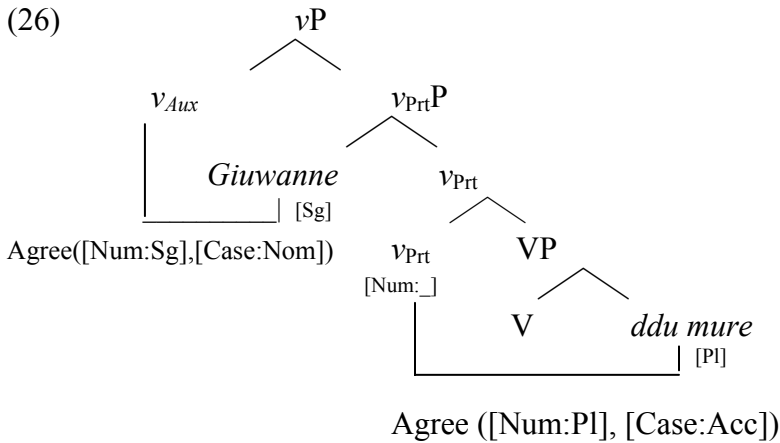 (26) vP
v_Aux v_PrtP
Giuwanne v_Prt
[Sg]
Agree([Num:Sg],[Case:Nom]) v_Prt VP
[Num:_]
V ddu mure
[Pl]
Agree ([Num:Pl], [Case:Acc])